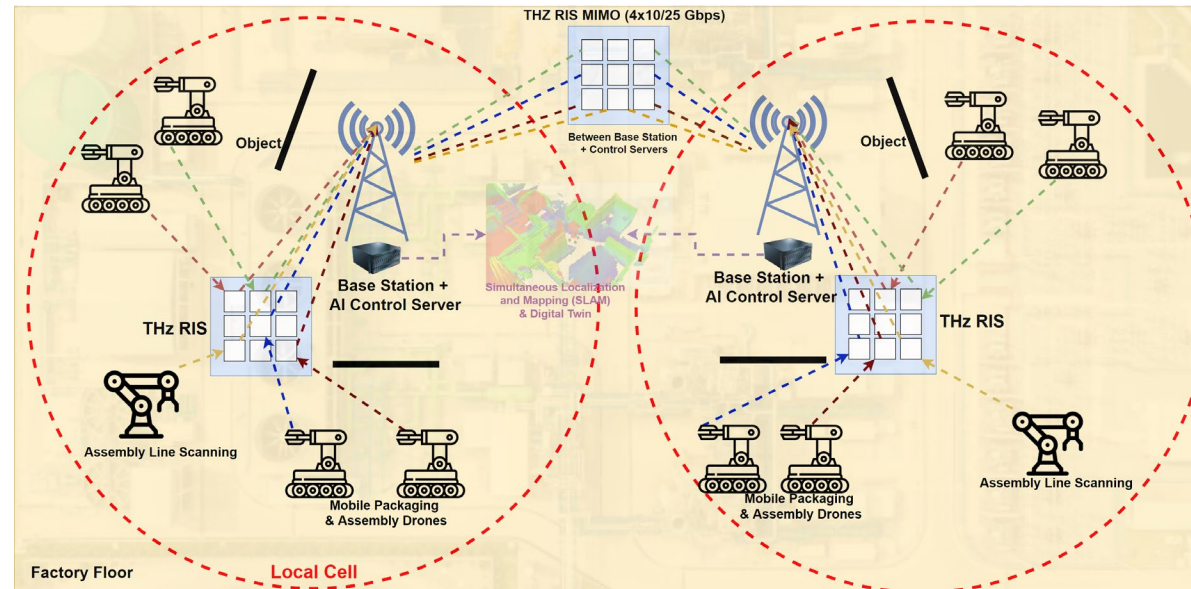 THZ RIS MIMO (4x10/25 Gbps)
Object
Between Base Station
+ Control Servers
Object
Base Station +
AI Control Server
Simultaneous Localization
and Mapping (SLAM)
& Digital Twin
Base Station +
AI Control Server
THz RIS
THz RIS
Assembly Line Scanning
Mobile Packaging
& Assembly Drones
Mobile Packaging
& Assembly Drones
Assembly Line Scanning
Factory Floor
Local Cell